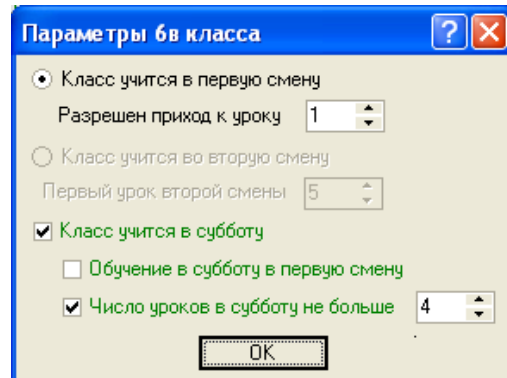 Параметры 6в класса
Класс учится в первую смену
Разрешен приход к уроку 1
Класс учится во вторую смену
Первый урок второй смены 5
Класс учится в субботу
Обучение в субботу в первую смену
Число уроков в субботу не больше 4
OK